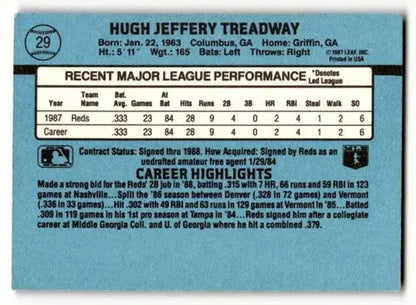 29
HUGH JEFFERY TREADWAY
Born: Jan. 22, 1963 Columbus, GA Home: Griffin, GA
Ht.: 5'11" Wgt.: 165 Bats: Left Throws: Right
©1987 LEAF, INC.
Printed in USA
RECENT MAJOR LEAGUE PERFORMANCE *Denotes Led League
Year Team Name Bat. Avg. Games At Bat Hits Runs 2B 3B HR RBI Steal Walk SO
1987 Reds .333 23 84 28 9 4 0 2 4 1 2 6
Career .333 23 84 28 9 4 0 2 4 1 2 6
Contract Status: Signed thru 1988. How Acquired: Signed by Reds as an
undrafted amateur free agent 1/29/84
CAREER HIGHLIGHTS
Made a strong bid for the Reds' 2B job in '88, batting .315 with 7 HR, 66 runs and 59 RBI in 123
games at Nashville... Split the '86 season between Denver (.328 in 72 games) and Vermont
(.336 in 33 games)... Hit .302 with 49 RBI and 63 runs in 129 games at Vermont in '85... Batted
.309 in 119 games in his 1st pro season at Tampa in '84... Reds signed him after a collegiate
career at Middle Georgia Coll. and U. of Georgia where he hit a combined .379.